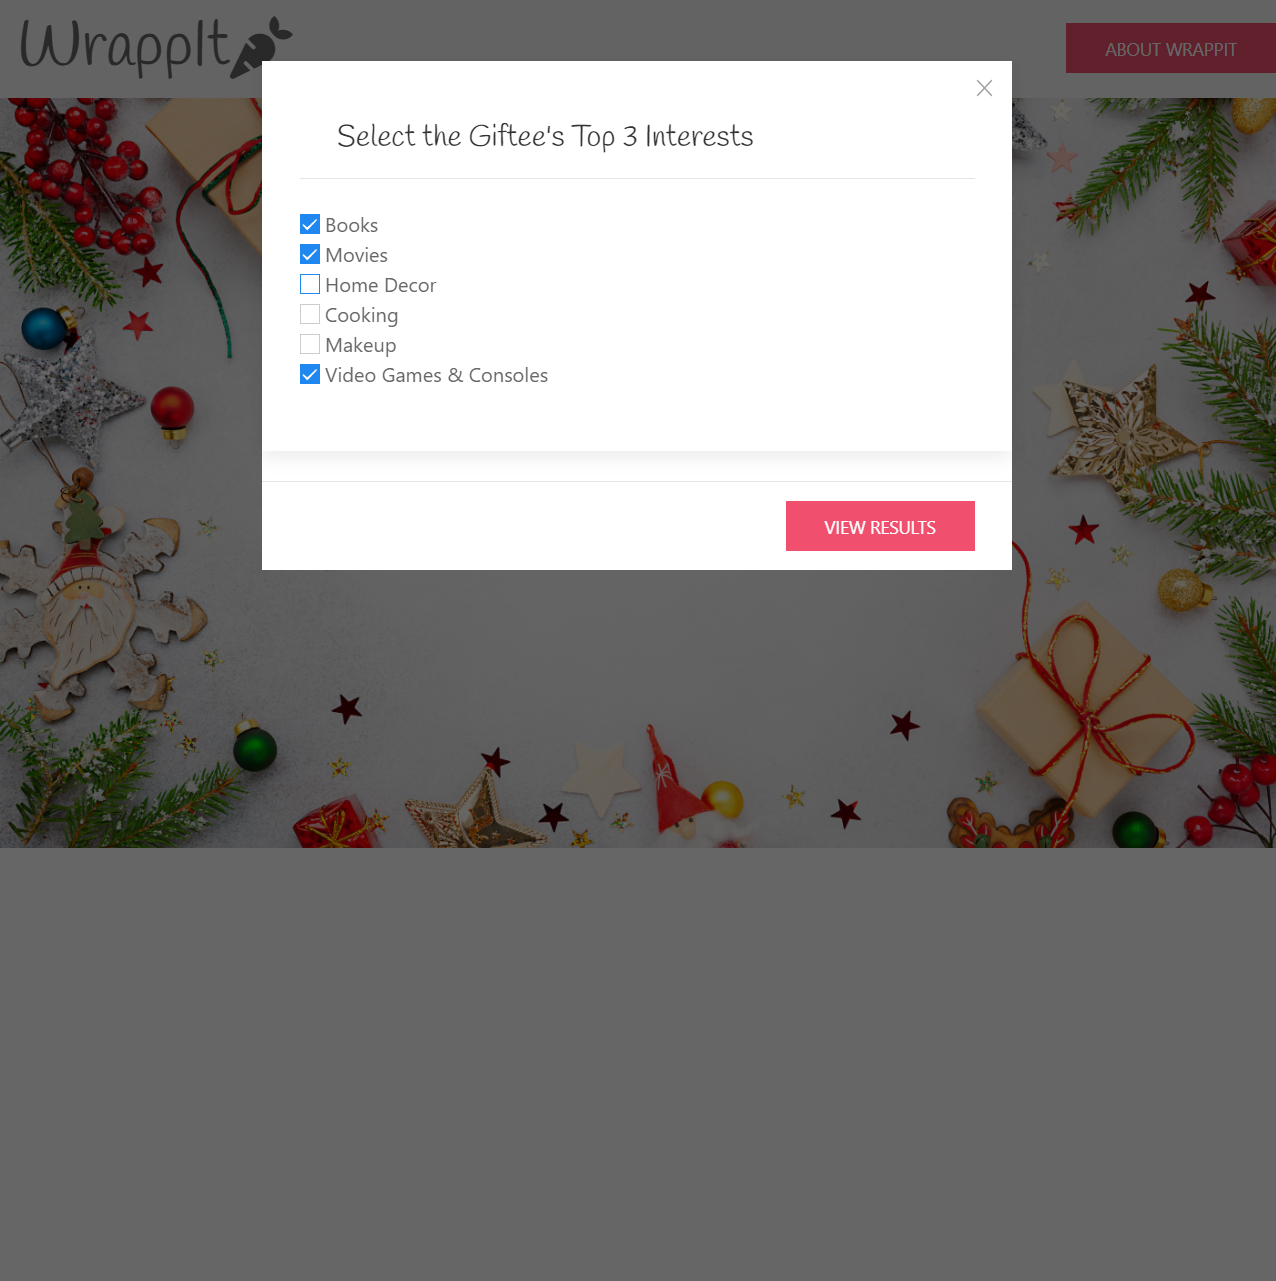 WrappIt
ABOUT WRAPPIT
Select the Giftee's Top 3 Interests
Books
Movies
Home Decor
Cooking
Makeup
Video Games & Consoles
VIEW RESULTS